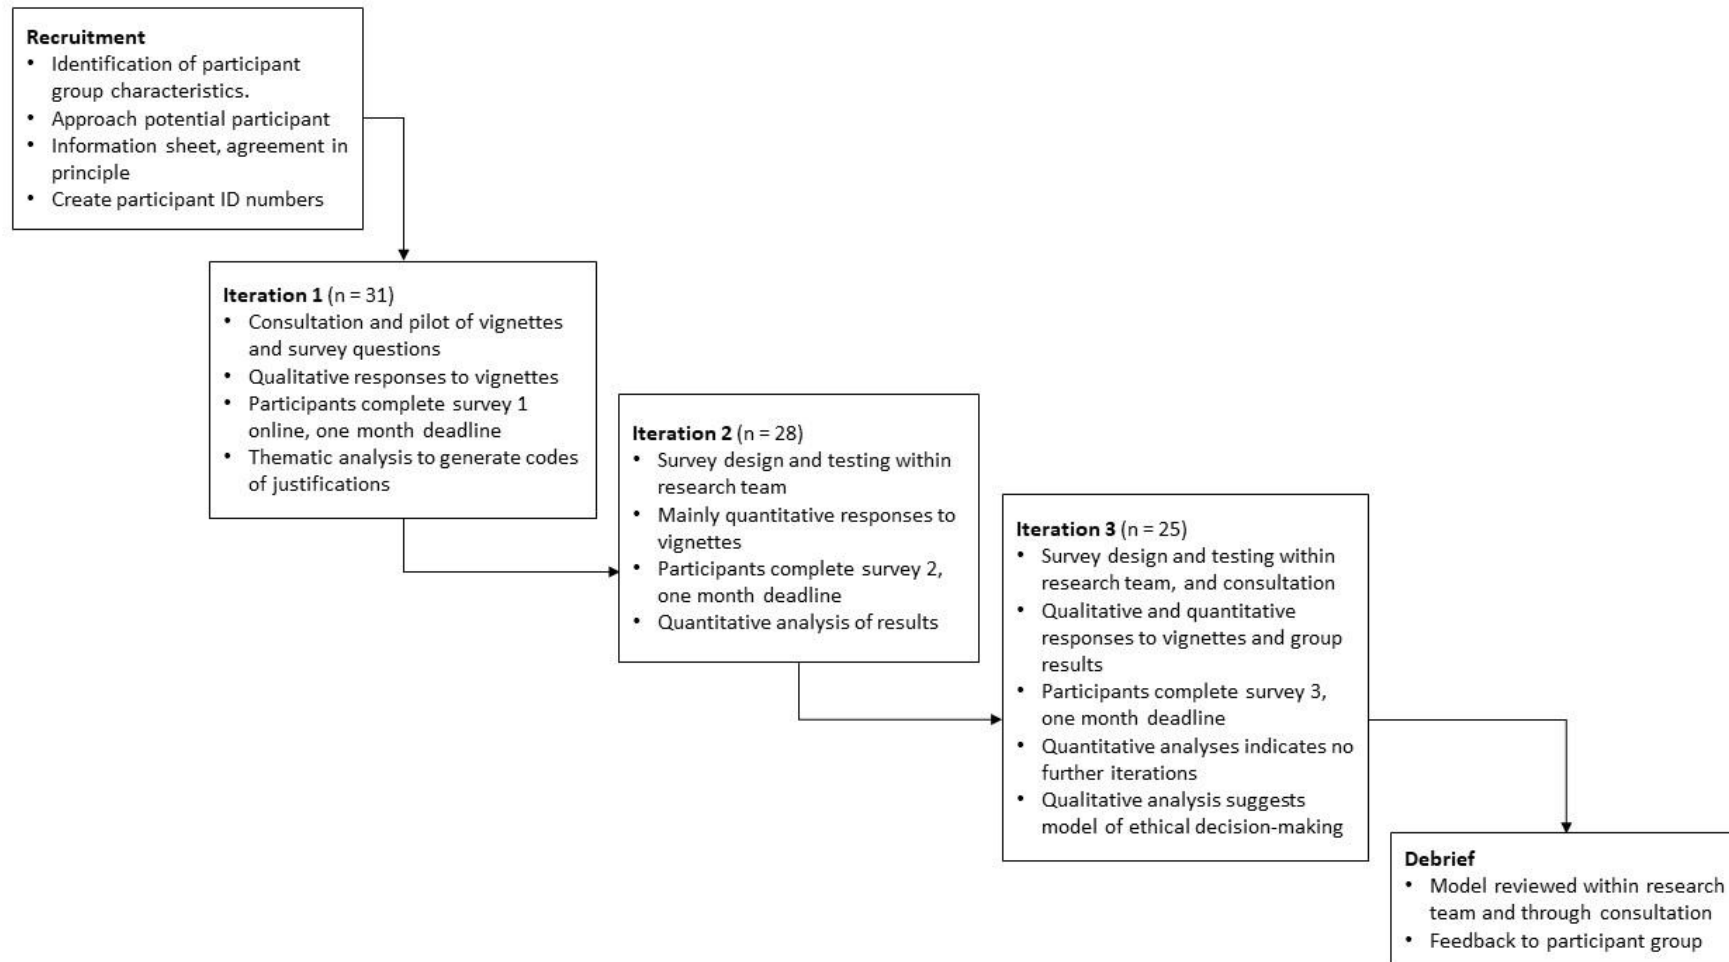 Recruitment
• Identification of participant
group characteristics.
• Approach potential participant
• Information sheet, agreement in
principle
• Create participant ID numbers
Iteration 1 (n = 31)
• Consultation and pilot of vignettes
and survey questions
• Qualitative responses to vignettes
• Participants complete survey 1
online, one month deadline
• Thematic analysis to generate codes
of justifications
Iteration 2 (n = 28)
• Survey design and testing within
research team
• Mainly quantitative responses to
vignettes
• Participants complete survey 2,
one month deadline
• Quantitative analysis of results
Iteration 3 (n = 25)
• Survey design and testing within
research team, and consultation
• Qualitative and quantitative
responses to vignettes and group
results
• Participants complete survey 3,
one month deadline
• Quantitative analyses indicates no
further iterations
• Qualitative analysis suggests
model of ethical decision-making
Debrief
• Model reviewed within research
team and through consultation
• Feedback to participant group